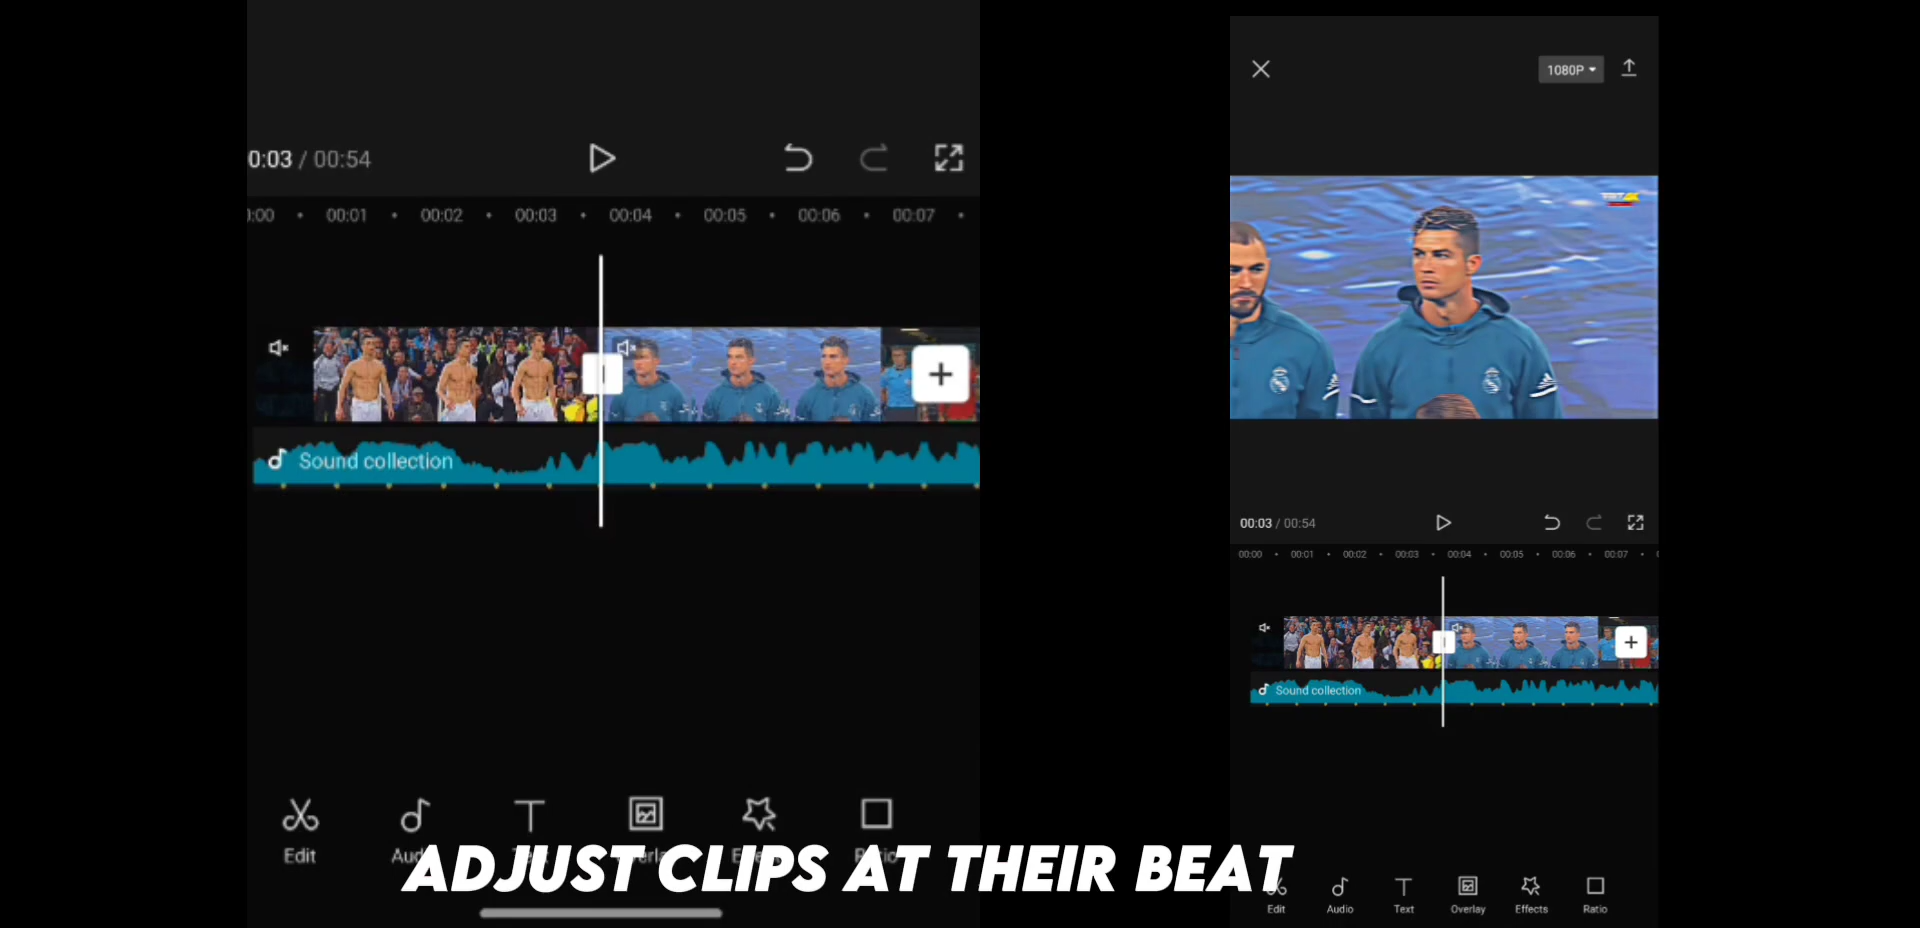 0:03 / 00:54
:00 00:01 00:02 00:03 00:04 00:05 00:06 00:07
Sound collection
Edit
ADJUST CLIPS AT THEIR BEAT
1080P
00:03 / 00:54
00:00 00:01 00:02 00:03 00:04 00:05 00:06 00:07
Sound collection
Edit Audio Text Overlay Effects Ratio